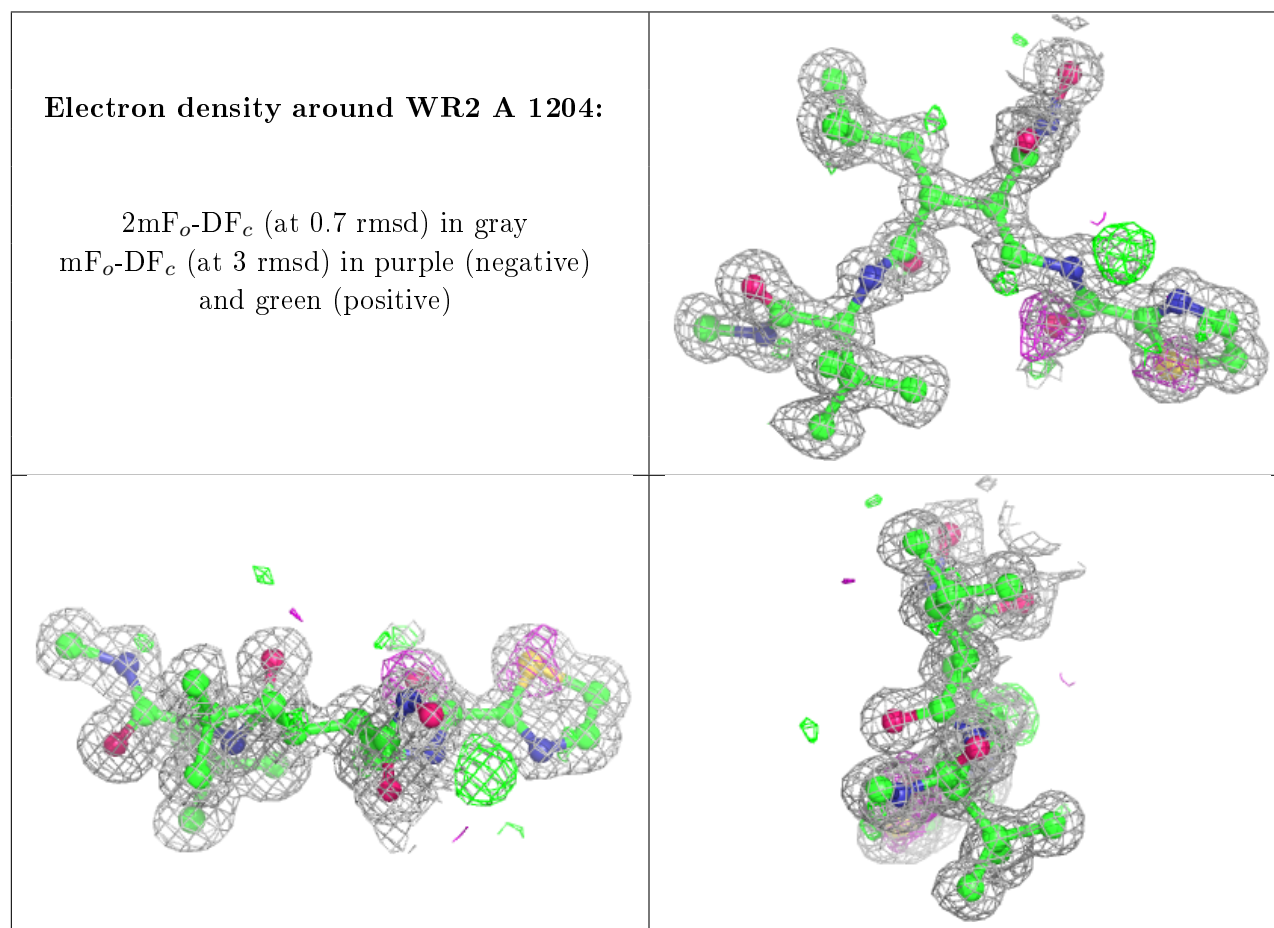 Electron density around WR2 A 1204:
2mFo-DFc (at 0.7 rmsd) in gray
mFo-DFc (at 3 rmsd) in purple (negative)
and green (positive)